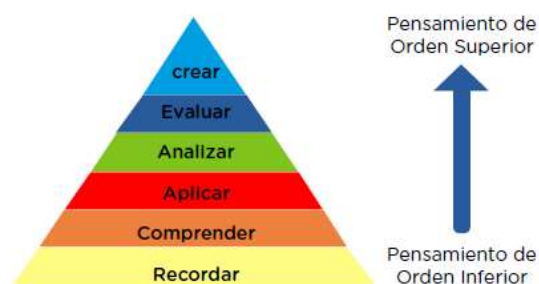 Pensamiento de
Orden Superior
crear
Evaluar
Analizar
Aplicar
Comprender
Recordar
Pensamiento de
Orden Inferior